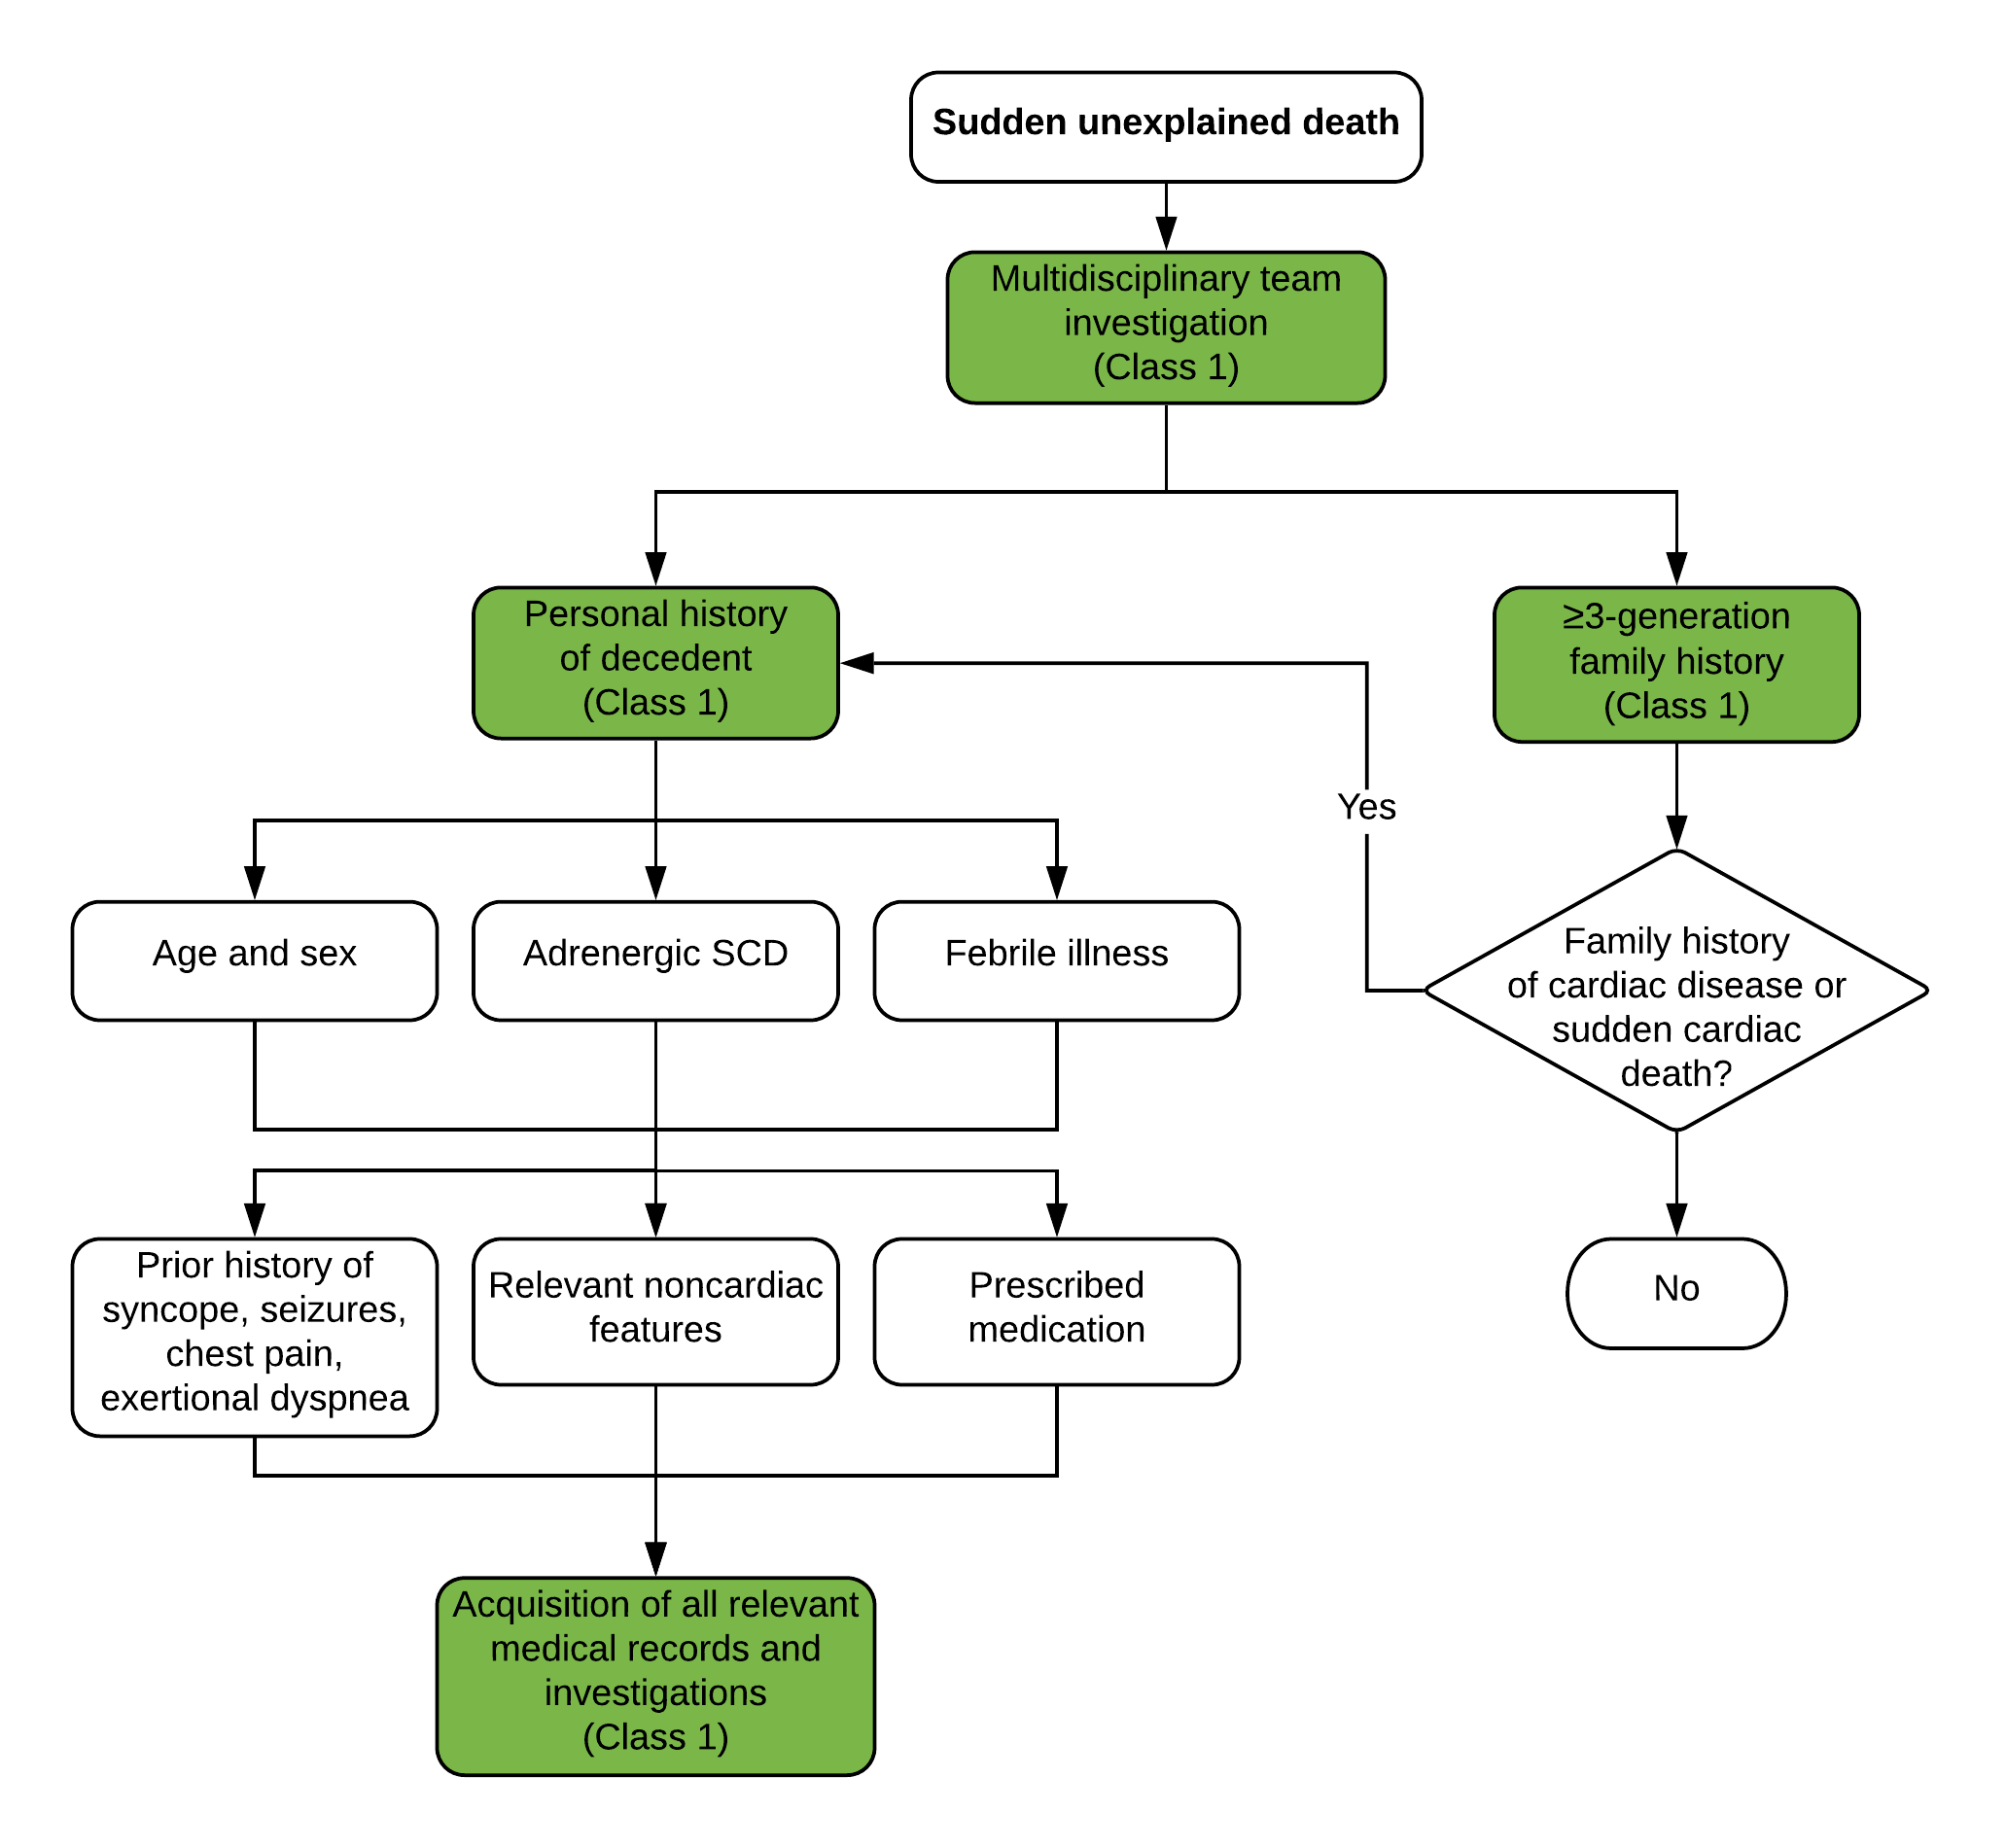 Sudden unexplained death
Multidisciplinary team
investigation
(Class 1)
Personal history
of decedent
(Class 1)
≥3-generation
family history
(Class 1)
Yes
Age and sex
Adrenergic SCD
Febrile illness
Family history
of cardiac disease or
sudden cardiac
death?
Prior history of
syncope, seizures,
chest pain,
exertional dyspnea
Relevant noncardiac
features
Prescribed
medication
No
Acquisition of all relevant
medical records and
investigations
(Class 1)